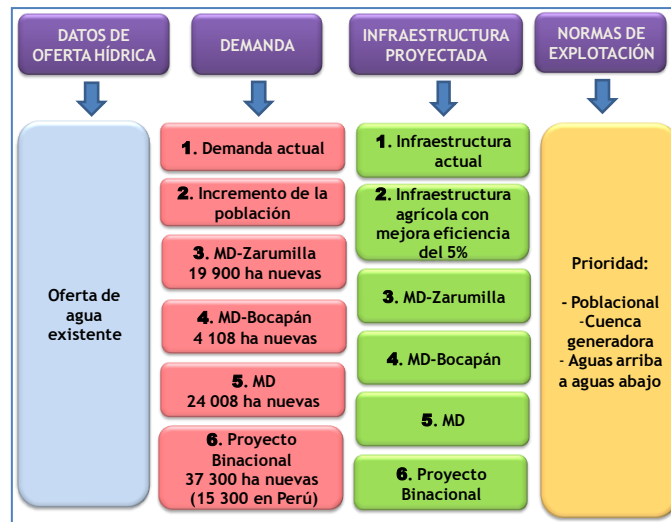 DATOS DE
OFERTA HÍDRICA
DEMANDA
INFRAESTRUCTURA
PROYECTADA
NORMAS DE
EXPLOTACIÓN
Oferta de
agua
existente
1. Demanda actual
2. Incremento de la
población
3. MD-Zarumilla
19 900 ha nuevas
4. MD-Bocapán
4 108 ha nuevas
5. MD
24 008 ha nuevas
6. Proyecto
Binacional
37 300 ha nuevas
(15 300 en Perú)
1. Infraestructura
actual
2. Infraestructura
agrícola con
mejora eficiencia
del 5%
3. MD-Zarumilla
4. MD-Bocapán
5. MD
6. Proyecto
Binacional
Prioridad:
- Poblacional
-Cuenca
generadora
- Aguas arriba
a aguas abajo